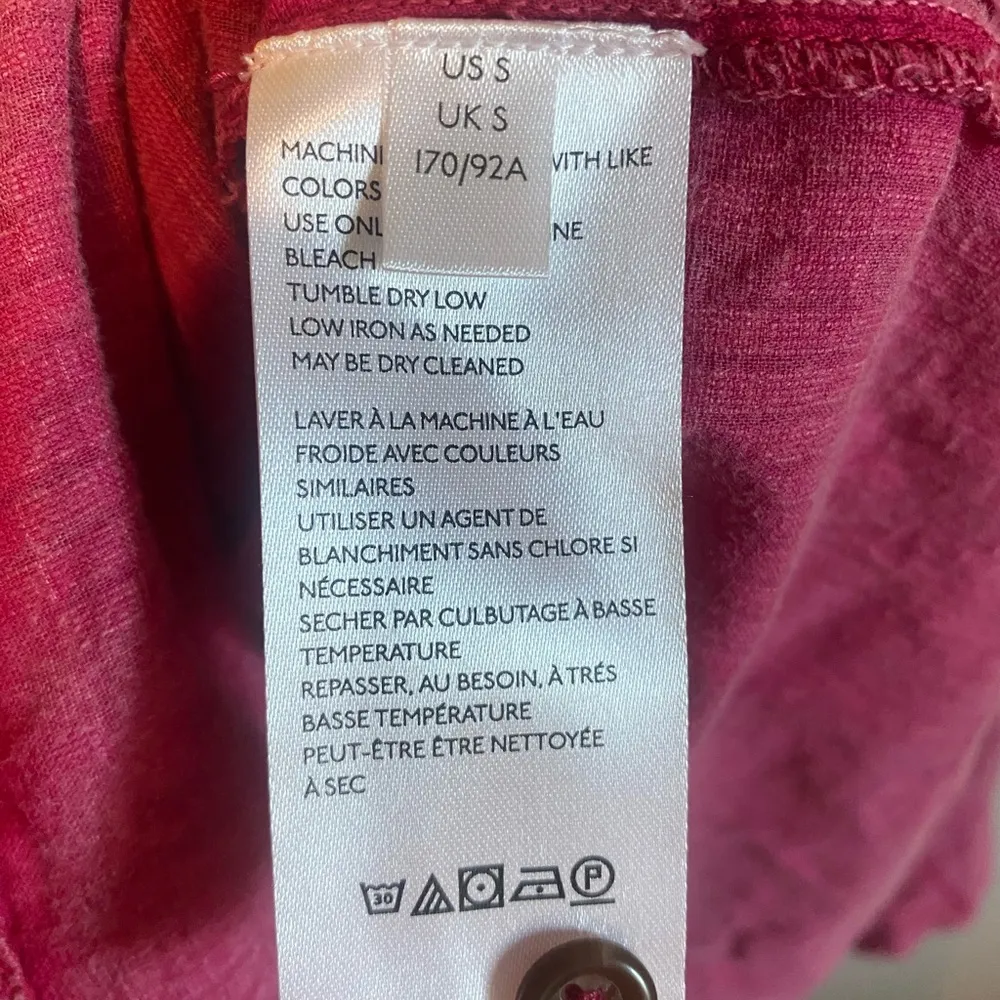 US S
UK S
170/92A
MACHIN WITH LIKE
COLORS
USE ONL NE
BLEACH
TUMBLE DRY LOW
LOW IRON AS NEEDED
MAY BE DRY CLEANED
LAVER À LA MACHINE À L'EAU
FROIDE AVEC COULEURS
SIMILAIRES
UTILISER UN AGENT DE
BLANCHIMENT SANS CHLORE SI
NÉCESSAIRE
SECHER PAR CULBUTAGE À BASSE
TEMPERATURE
REPASSER, AU BESOIN, À TRÉS
BASSE TEMPÉRATURE
PEUT-ÊTRE ÊTRE NETTOYÉE
À SEC
30 P